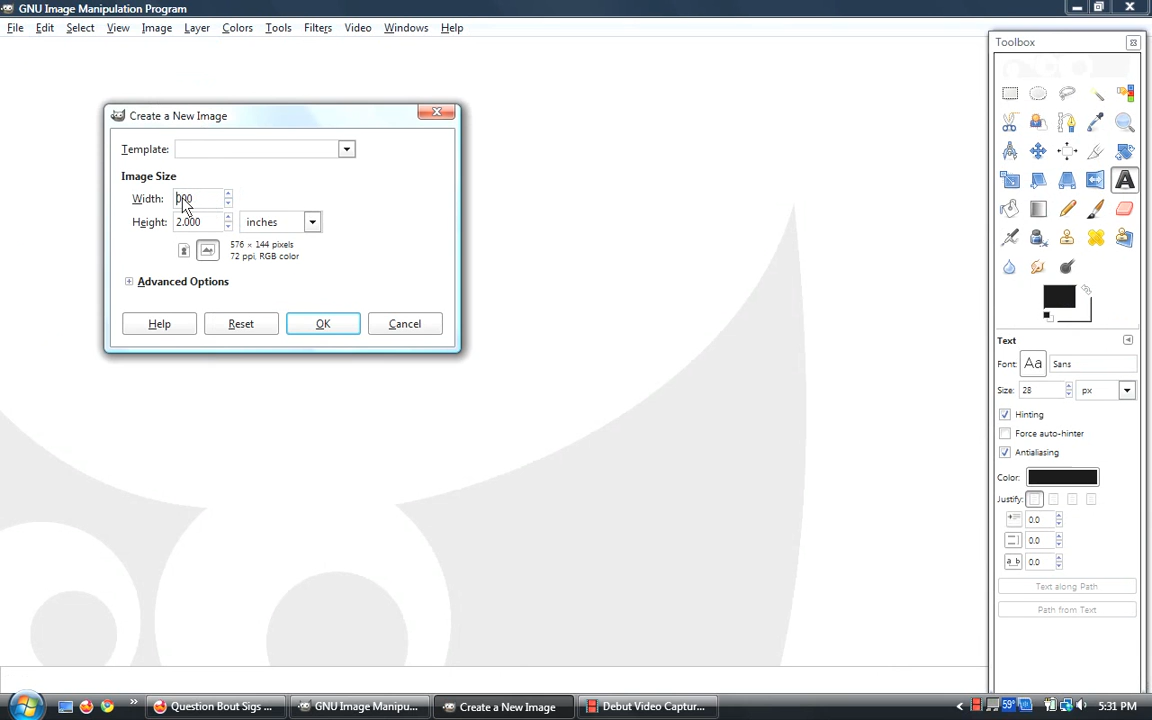 GNU Image Manipulation Program
File Edit Select View Image Layer Colors Tools Filters Video Windows Help
Toolbox
Create a New Image
Template:
Image Size
Width: 000
Height: 2.000 inches
576 × 144 pixels
72 ppi, RGB color
Advanced Options
Help Reset OK Cancel
Text
Font: Aa Sans
Size: 28 px
Hinting
Force auto-hinter
Antialiasing
Color:
Justify:
0.0
0.0
a_b 0.0
Text along Path
Path from Text
Question Bout Sigs ... GNU Image Manipu... Create a New Image Debut Video Captur... 59° 5:31 PM